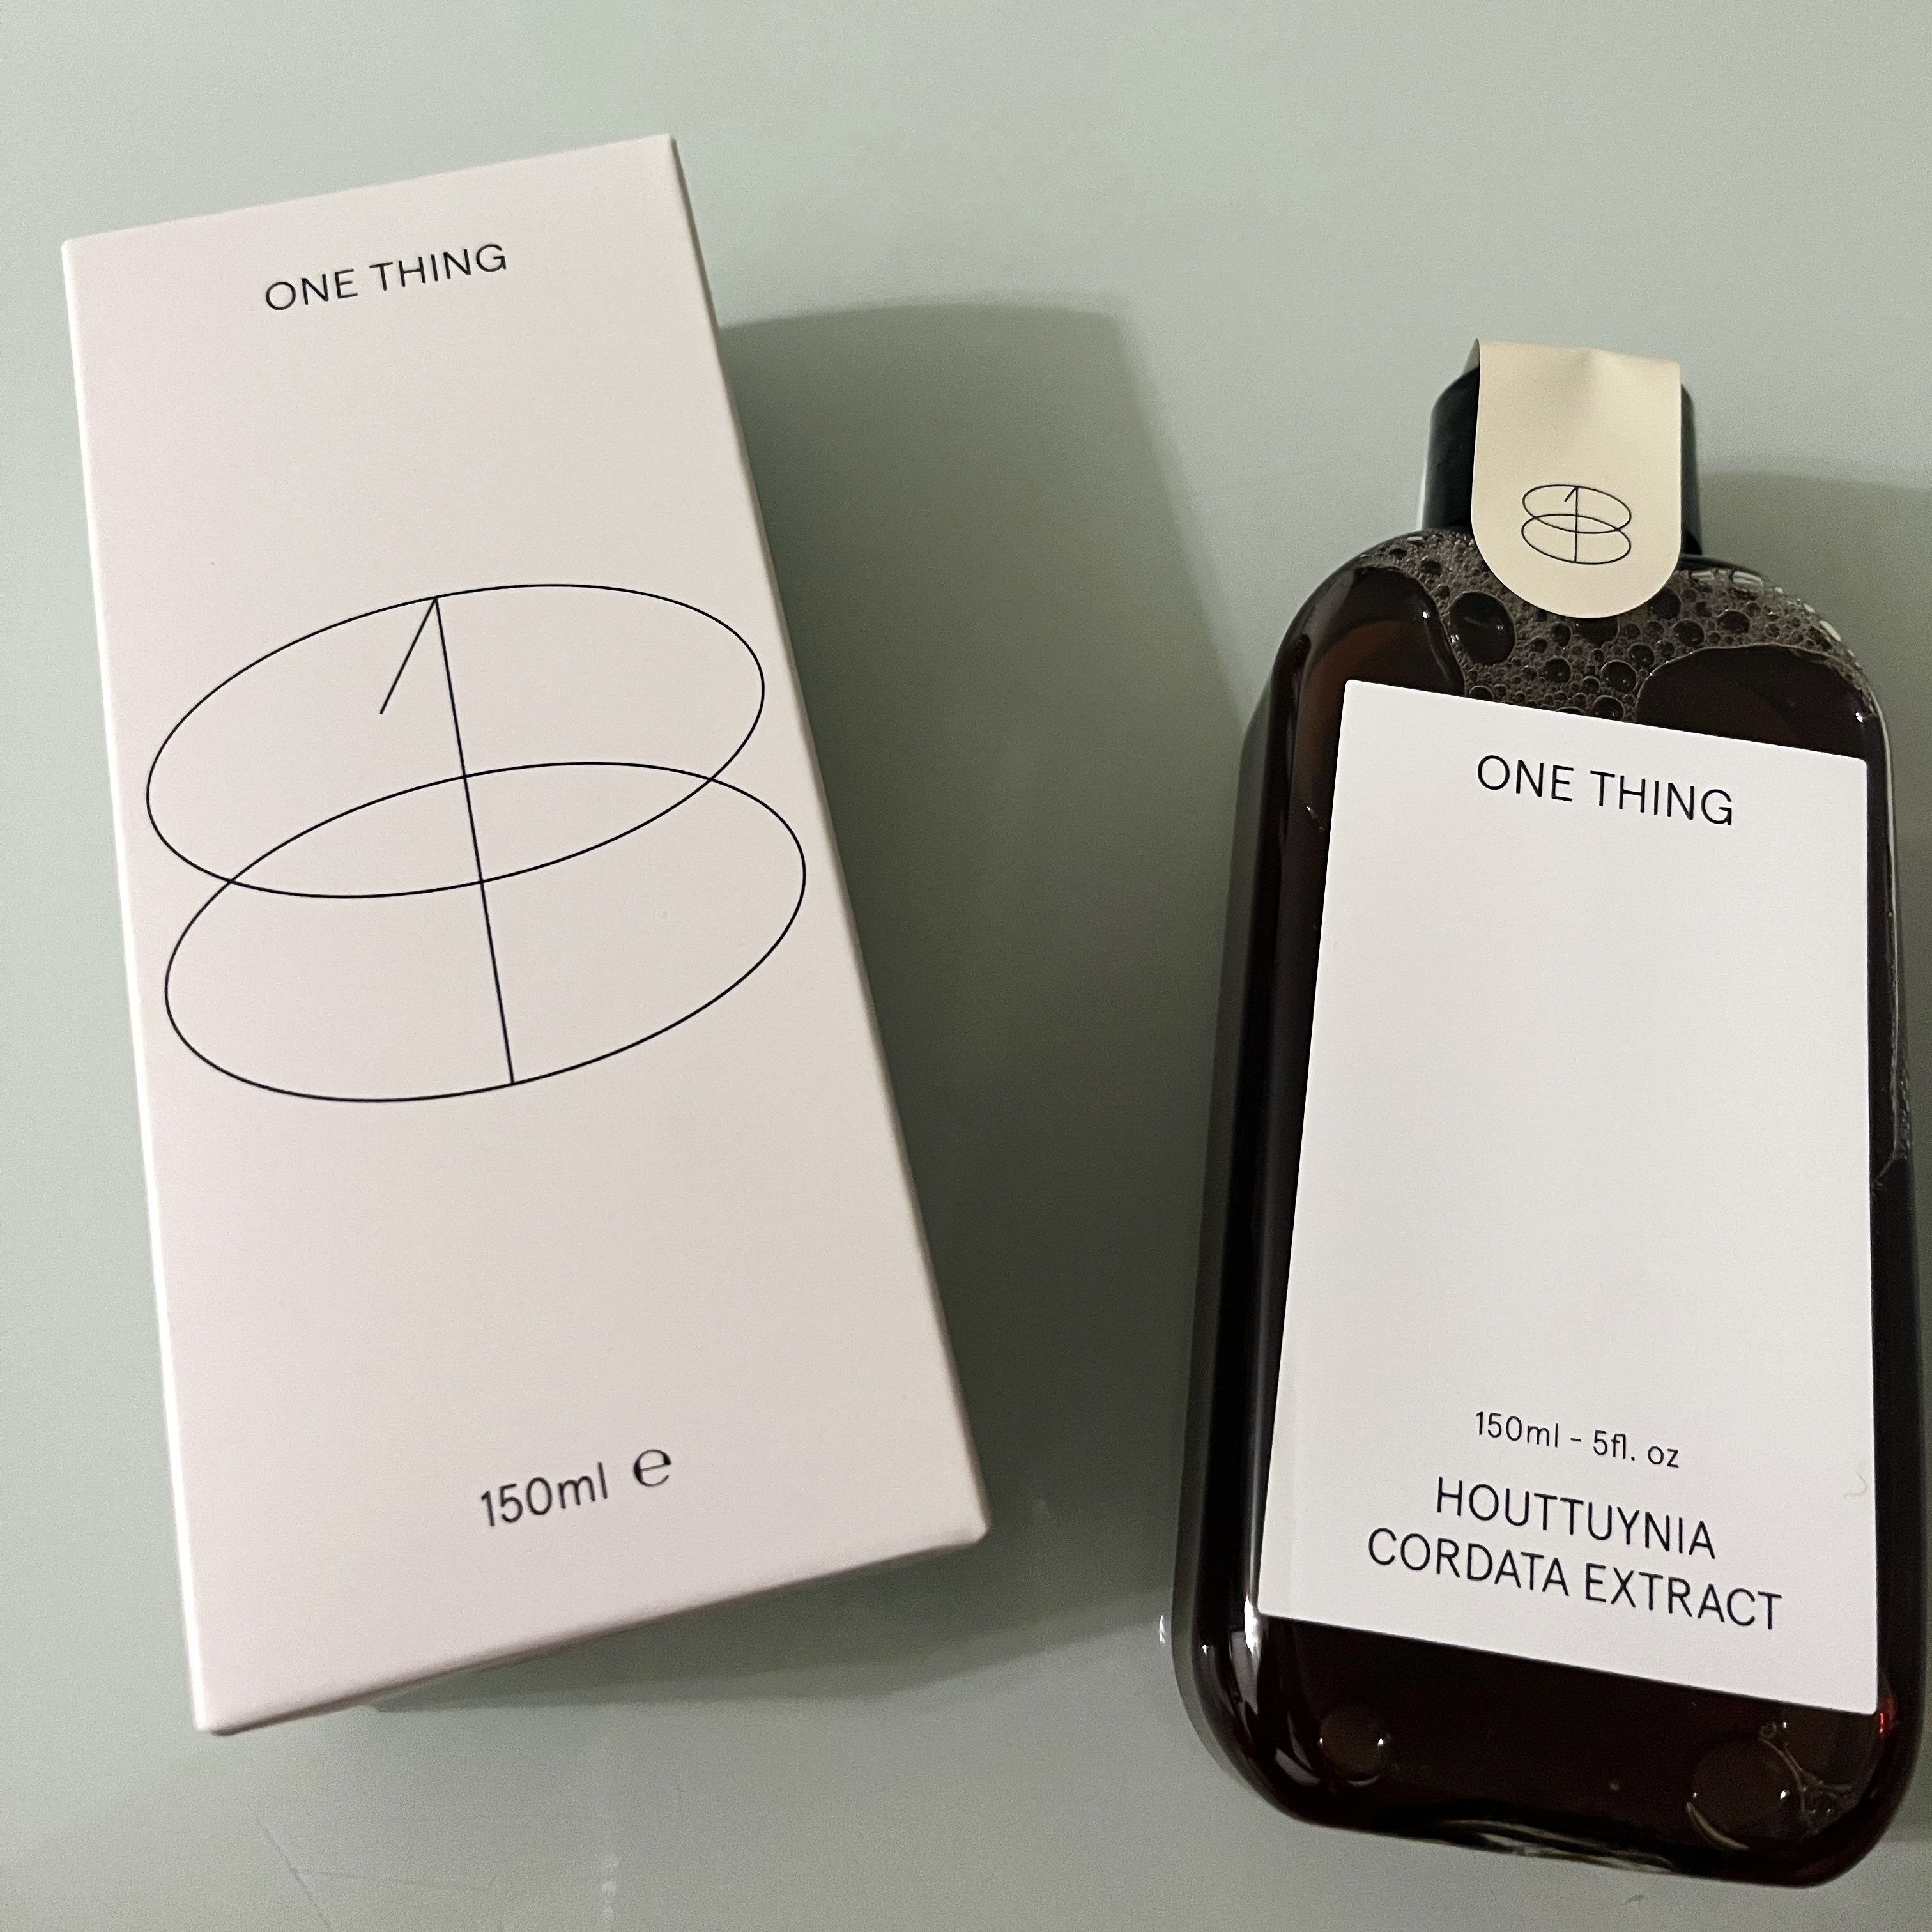 ONE THING
150ml ℮
ONE THING
150ml - 5fl. oz
HOUTTUYNIA
CORDATA EXTRACT